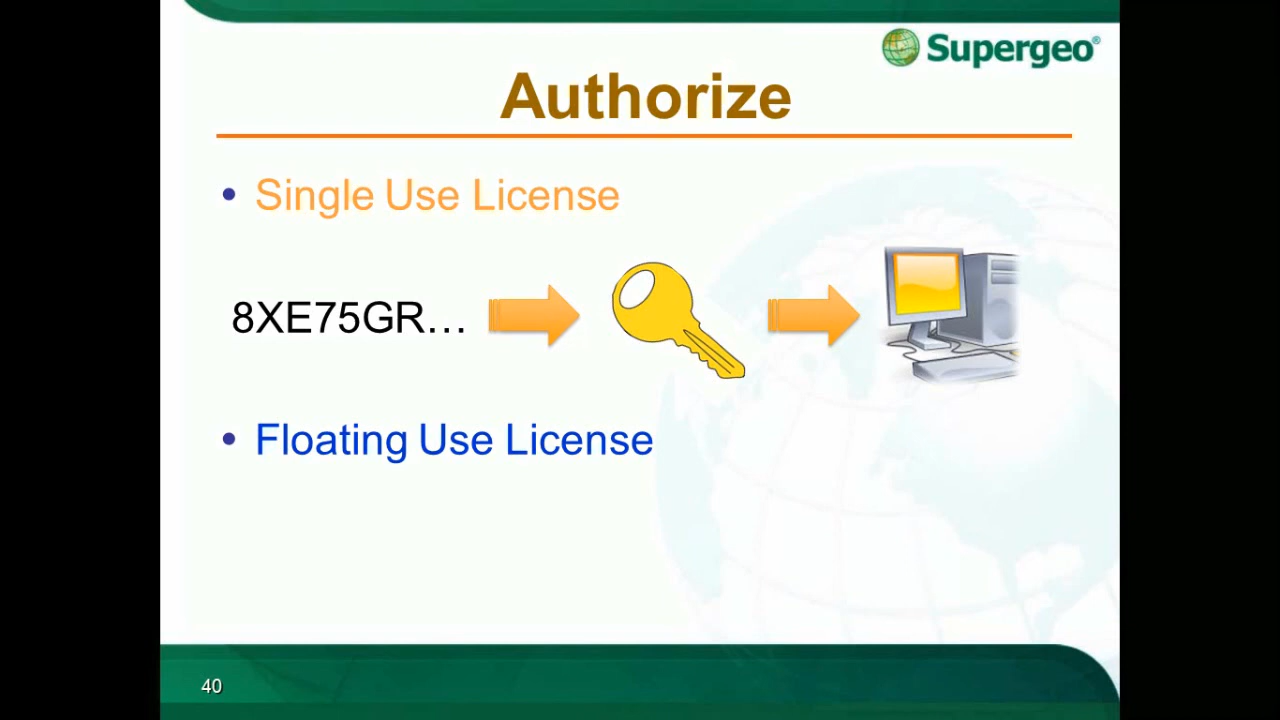 Supergeo®
Authorize
• Single Use License
8XE75GR…
• Floating Use License
40